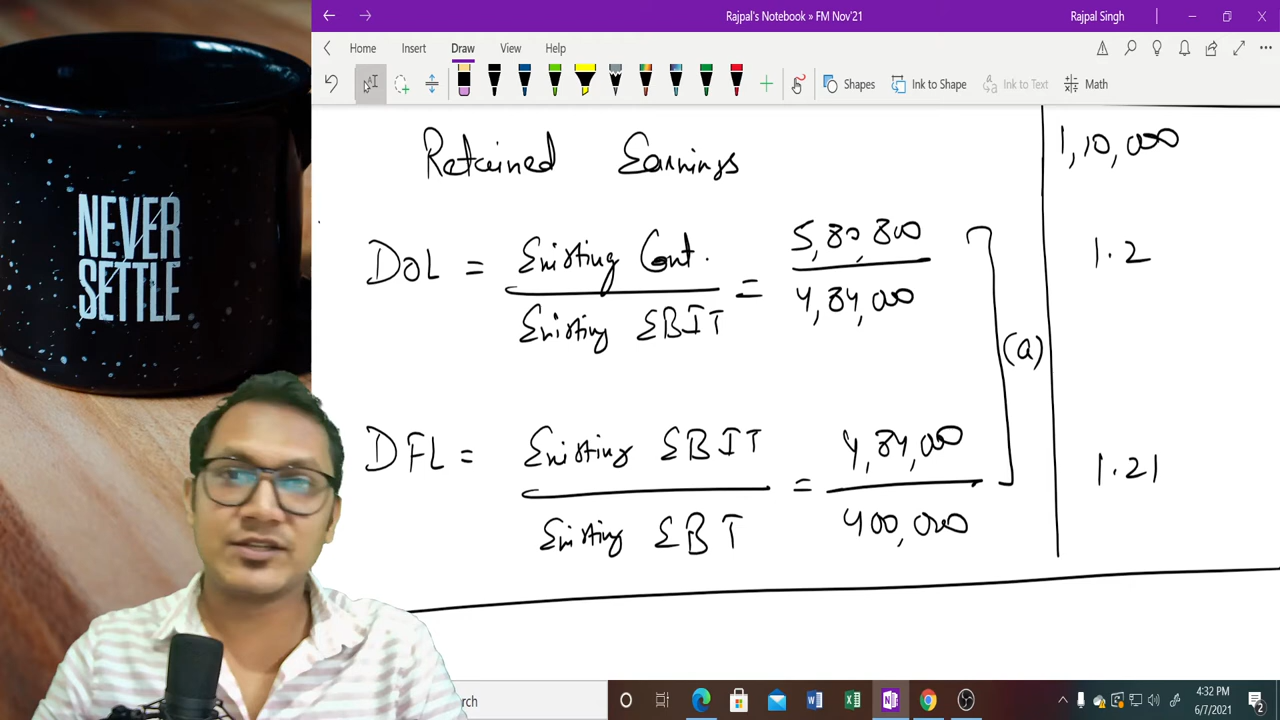 Rajpal's Notebook » FM Nov'21
Rajpal Singh
Home Insert Draw View Help
Shapes
Ink to Shape
Ink to Text
Math
NEVER
SETTLE
Retained Earnings 1,10,000
DOL = Existing Cont. / Existing EBIT = 5,80,800 / 4,84,000 1.2
(a)
DFL = Existing EBIT / Existing EBT = 4,84,000 / 400,000 1.21
rch
4:32 PM
6/7/2021
2